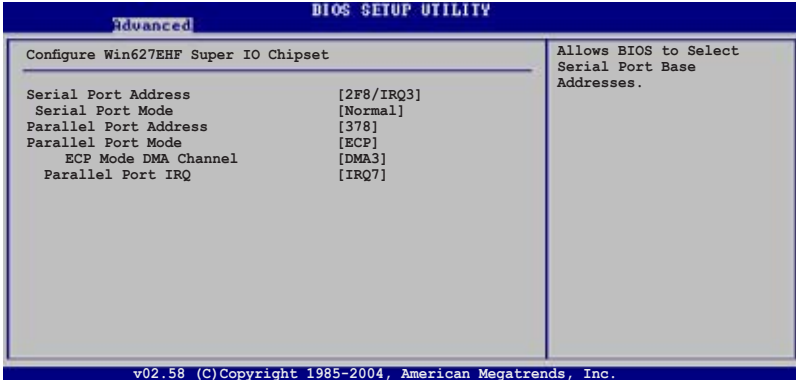 BIOS SETUP UTILITY
Advanced
Configure Win627EHF Super IO Chipset
Serial Port Address [2F8/IRQ3]
Serial Port Mode [Normal]
Parallel Port Address [378]
Parallel Port Mode [ECP]
ECP Mode DMA Channel [DMA3]
Parallel Port IRQ [IRQ7]
Allows BIOS to Select
Serial Port Base
Addresses.
v02.58 (C)Copyright 1985-2004, American Megatrends, Inc.